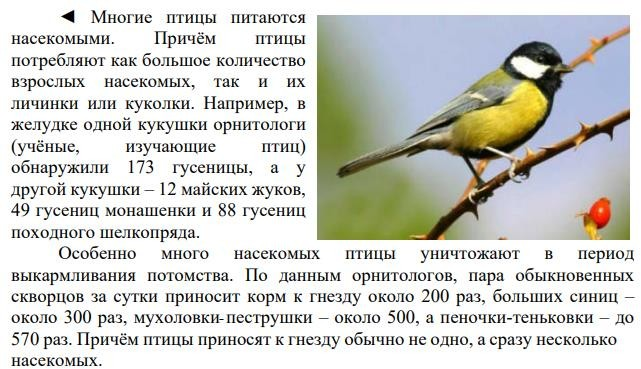 ◄ Многие птицы питаются
насекомыми. Причём птицы
потребляют как большое количество
взрослых насекомых, так и их
личинки или куколки. Например, в
желудке одной кукушки орнитологи
(учёные, изучающие птиц)
обнаружили 173 гусеницы, а у
другой кукушки – 12 майских жуков,
49 гусениц монашенки и 88 гусениц
походного шелкопряда.
Особенно много насекомых птицы уничтожают в период
выкармливания потомства. По данным орнитологов, пара обыкновенных
скворцов за сутки приносит корм к гнезду около 200 раз, больших синиц –
около 300 раз, мухоловки-пеструшки – около 500, а пеночки-теньковки – до
570 раз. Причём птицы приносят к гнезду обычно не одно, а сразу несколько
насекомых.